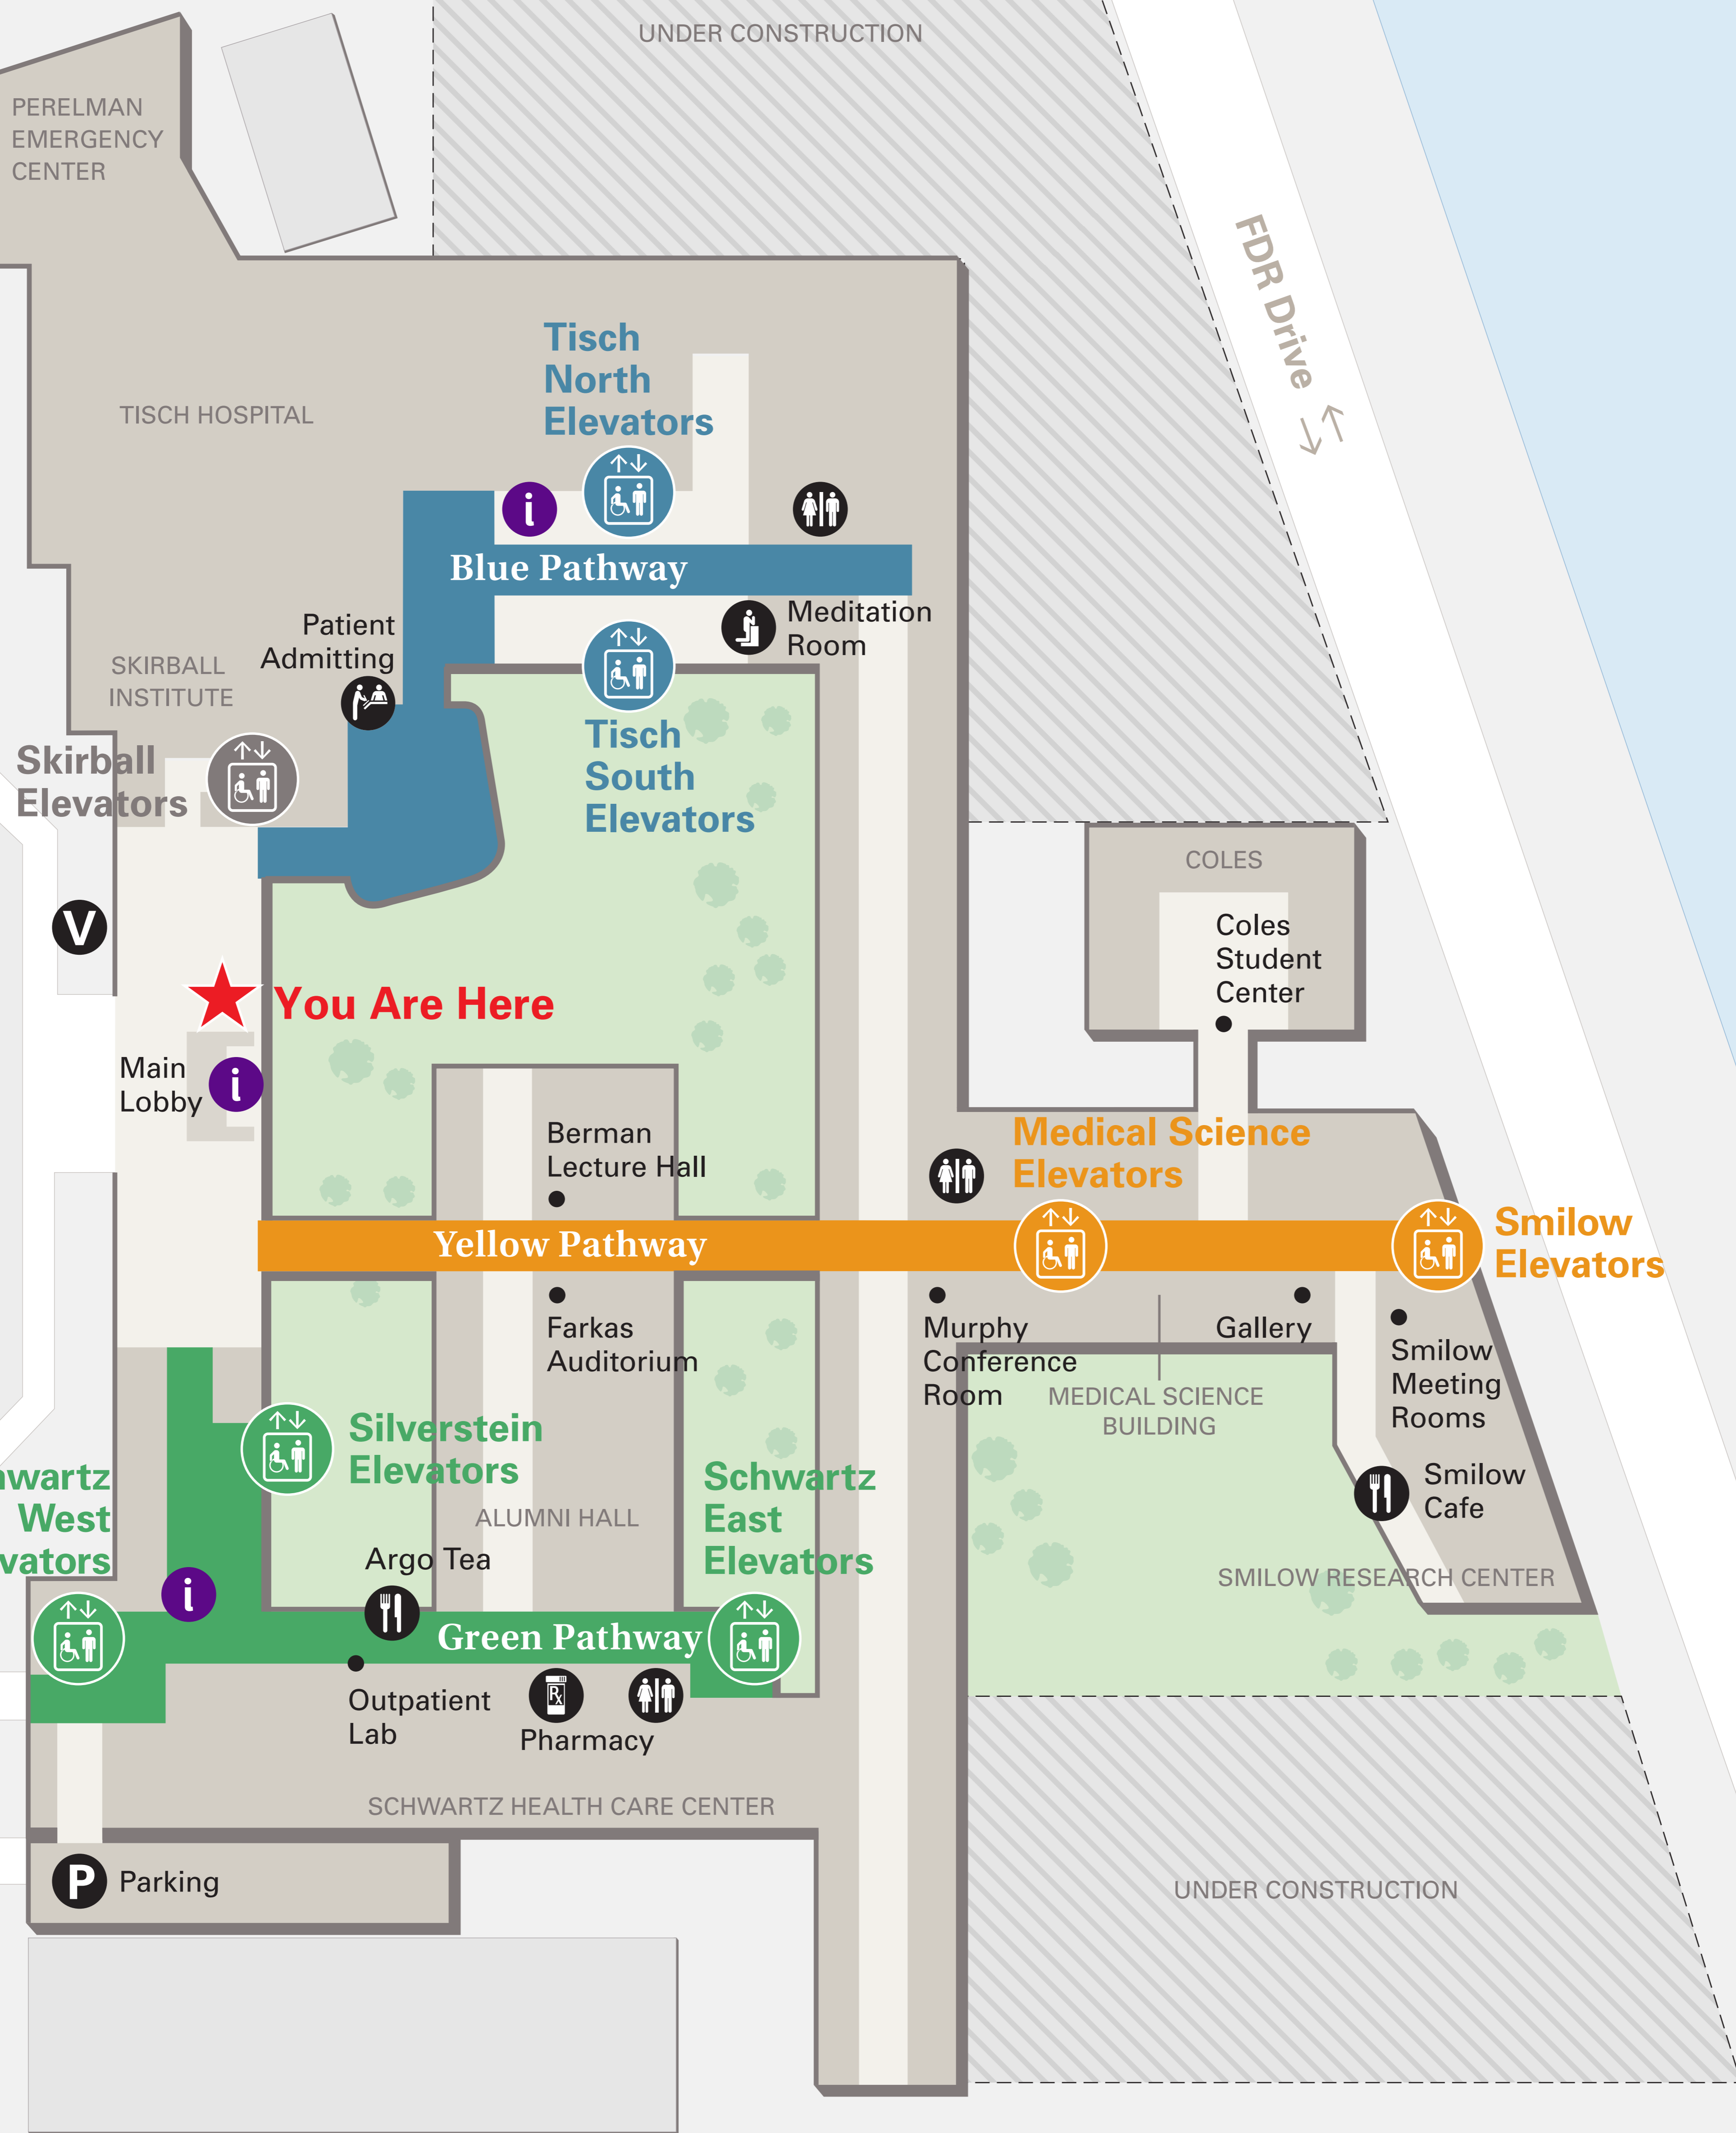 UNDER CONSTRUCTION
PERELMAN
EMERGENCY
CENTER
FDR Drive
Tisch
North
Elevators
TISCH HOSPITAL
i
Blue Pathway
Meditation
Room
Patient
Admitting
SKIRBALL
INSTITUTE
Skirball
Elevators
Tisch
South
Elevators
COLES
Coles
Student
Center
V
You Are Here
Main
Lobby
i
Berman
Lecture Hall
Medical Science
Elevators
Yellow Pathway
Smilow
Elevators
Farkas
Auditorium
Murphy
Conference
Room
Gallery
Smilow
Meeting
Rooms
MEDICAL SCIENCE
BUILDING
Silverstein
Elevators
wartz
West
vators
Schwartz
East
Elevators
Smilow
Cafe
ALUMNI HALL
Argo Tea
SMILOW RESEARCH CENTER
i
Green Pathway
Outpatient
Lab
Rx
Pharmacy
SCHWARTZ HEALTH CARE CENTER
P
Parking
UNDER CONSTRUCTION